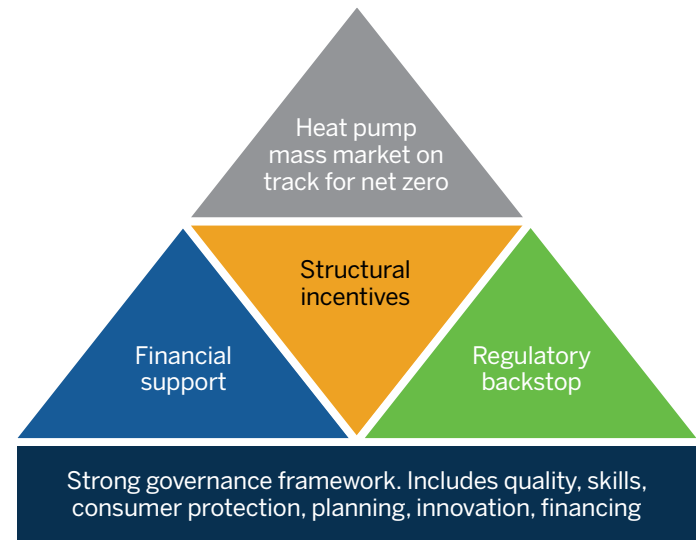 Heat pump
mass market on
track for net zero
Structural
incentives
Financial
support
Regulatory
backstop
Strong governance framework. Includes quality, skills,
consumer protection, planning, innovation, financing